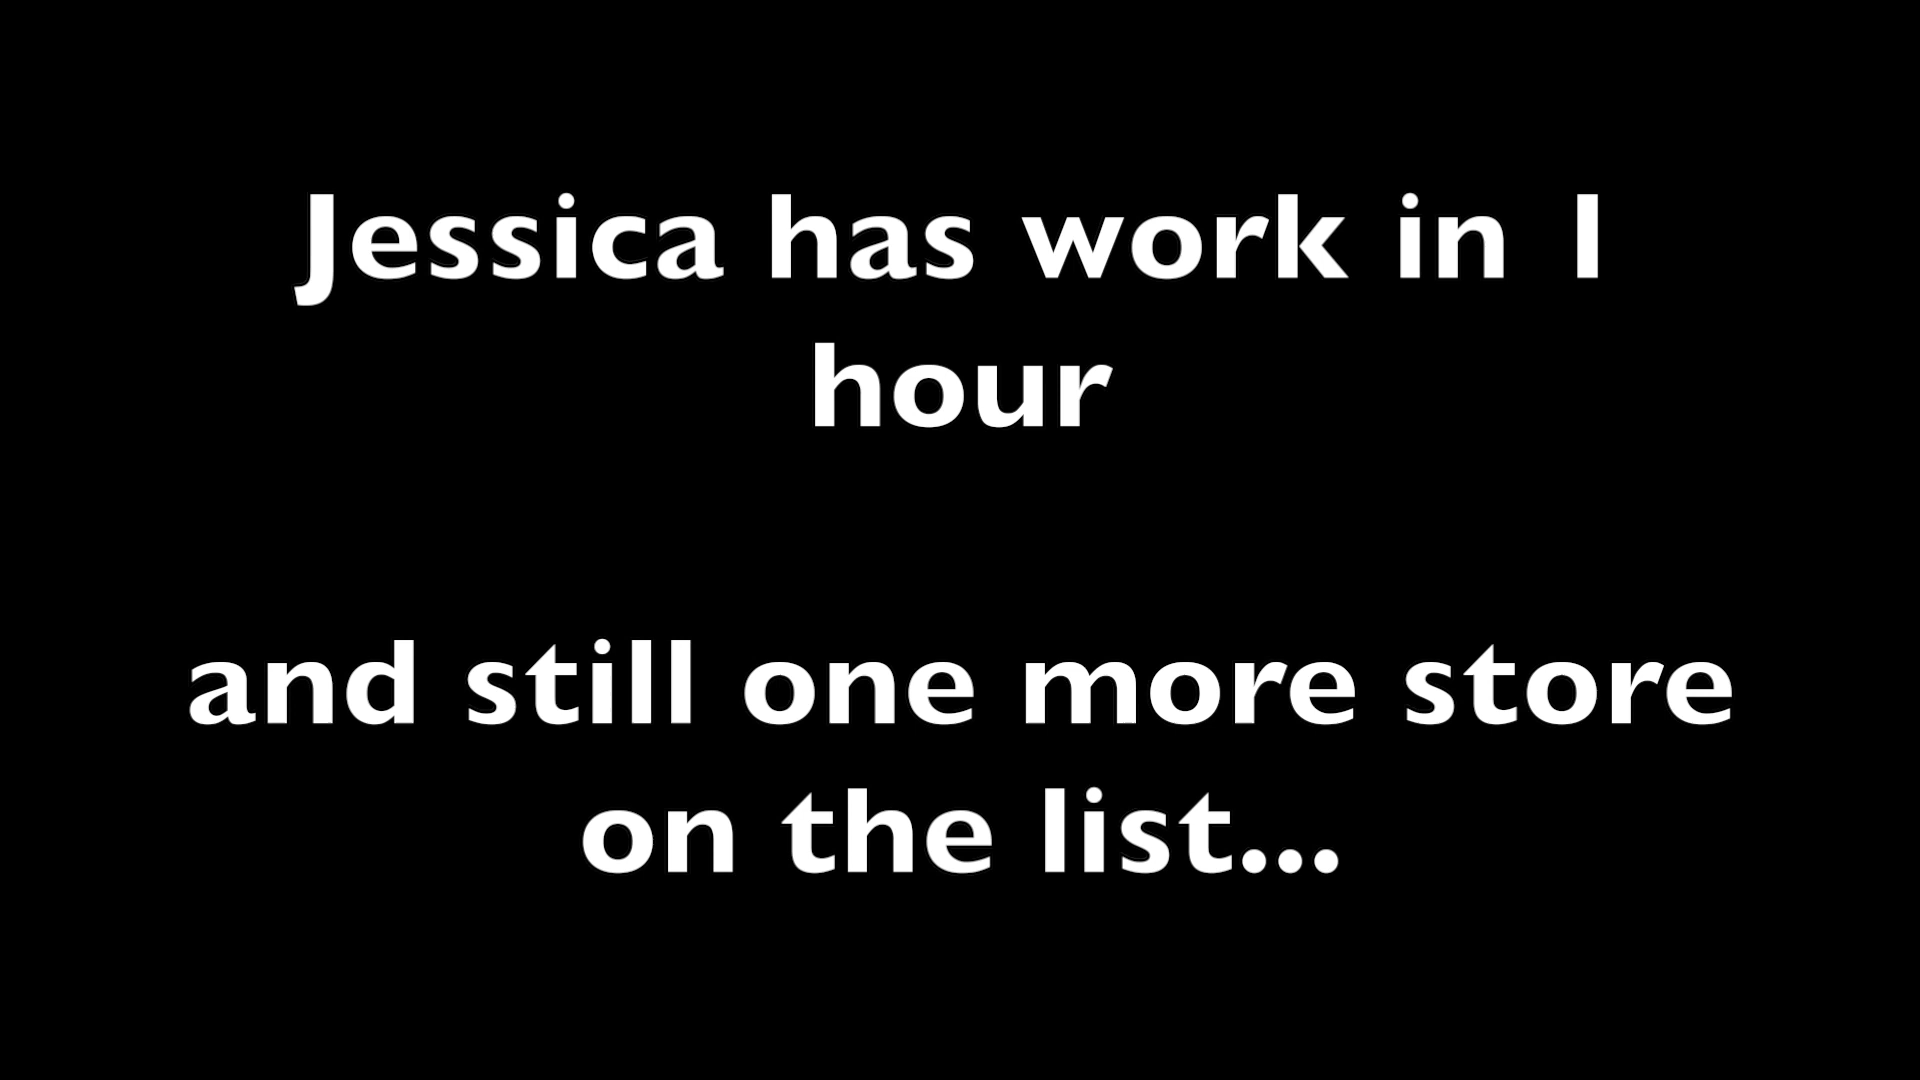 Jessica has work in 1
hour
and still one more store
on the list...